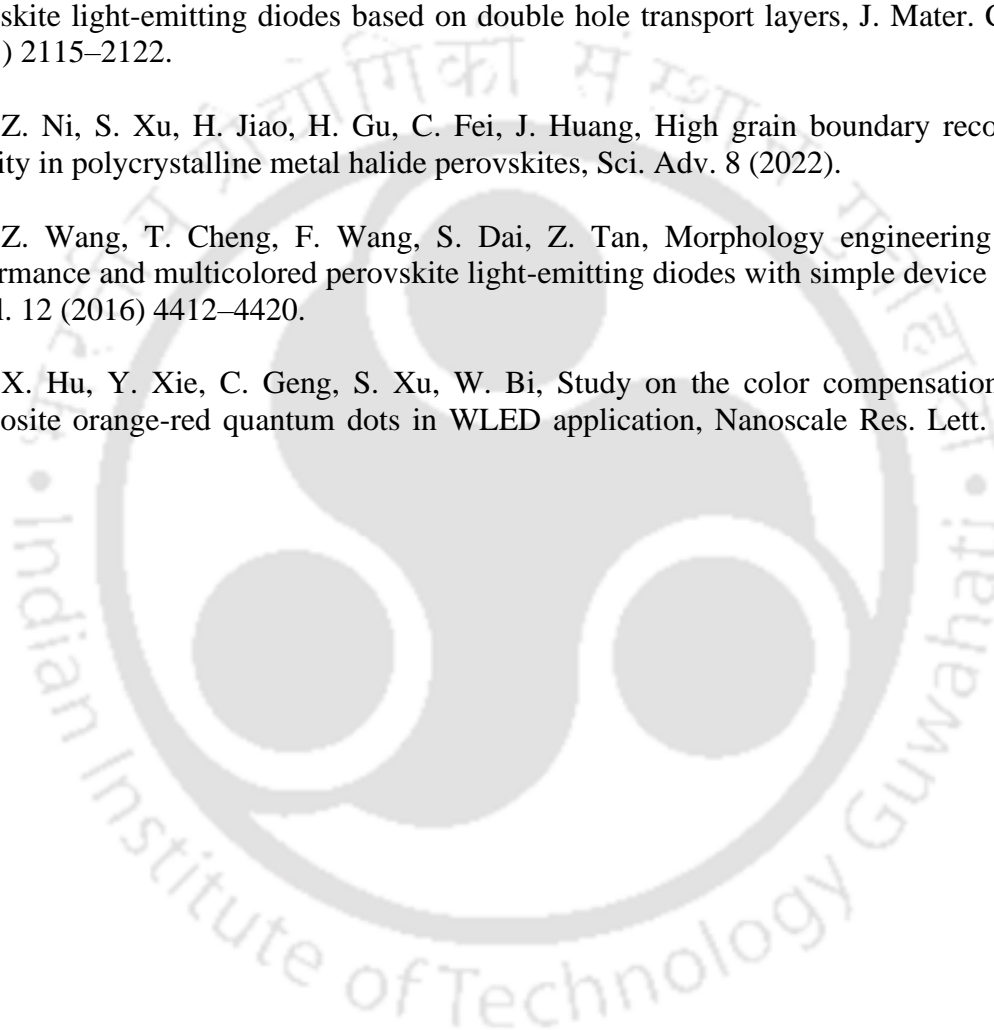 skite light-emitting diodes based on double hole transport layers, J. Mater. C
) 2115–2122.
Z. Ni, S. Xu, H. Jiao, H. Gu, C. Fei, J. Huang, High grain boundary reco
ity in polycrystalline metal halide perovskites, Sci. Adv. 8 (2022).
Z. Wang, T. Cheng, F. Wang, S. Dai, Z. Tan, Morphology engineering
rmance and multicolored perovskite light-emitting diodes with simple device
l. 12 (2016) 4412–4420.
X. Hu, Y. Xie, C. Geng, S. Xu, W. Bi, Study on the color compensation
osite orange-red quantum dots in WLED application, Nanoscale Res. Lett.
Indian Institute of Technology Guwahati